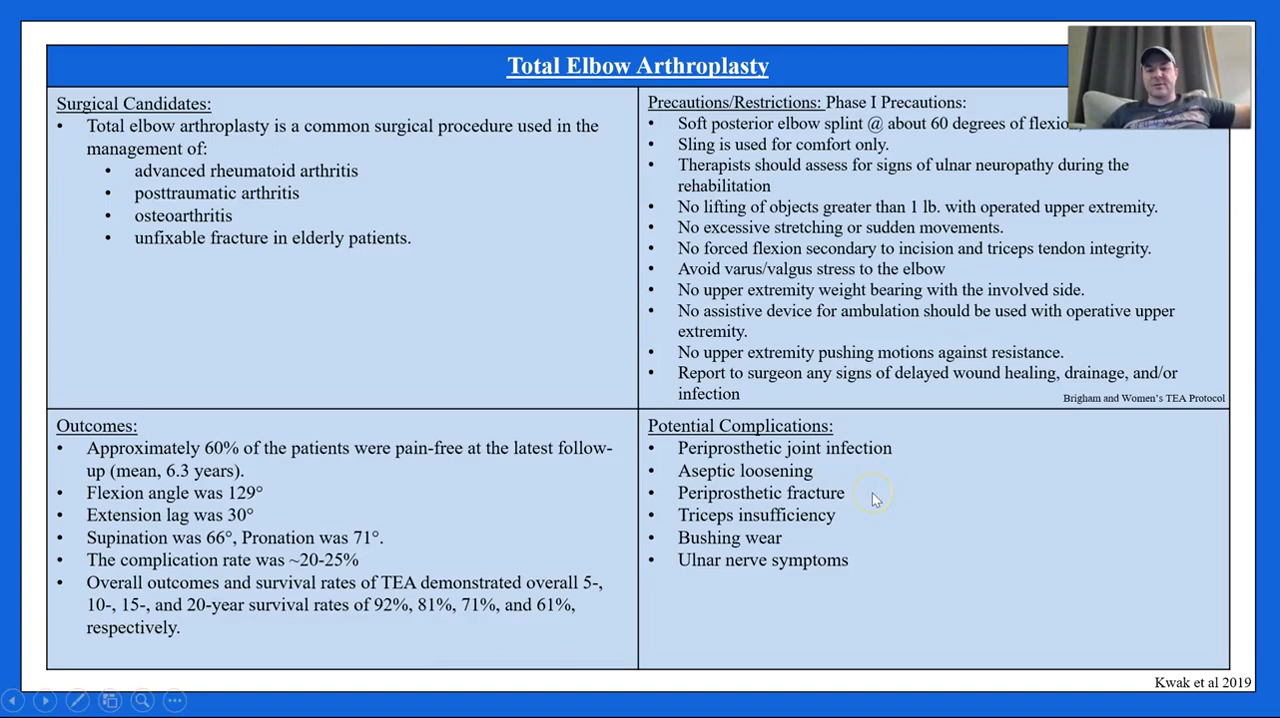 Total Elbow Arthroplasty
Surgical Candidates:
• Total elbow arthroplasty is a common surgical procedure used in the
management of:
• advanced rheumatoid arthritis
• posttraumatic arthritis
• osteoarthritis
• unfixable fracture in elderly patients.
Precautions/Restrictions: Phase I Precautions:
• Soft posterior elbow splint @ about 60 degrees of
• Sling is used for comfort only.
• Therapists should assess for signs of ulnar neuropathy during the
rehabilitation
• No lifting of objects greater than 1 lb. with operated upper extremity.
• No excessive stretching or sudden movements.
• No forced flexion secondary to incision and triceps tendon integrity.
• Avoid varus/valgus stress to the elbow
• No upper extremity weight bearing with the involved side.
• No assistive device for ambulation should be used with operative upper
extremity.
• No upper extremity pushing motions against resistance.
• Report to surgeon any signs of delayed wound healing, drainage, and/or
infection
Brigham and Women's TEA Protocol
Outcomes:
• Approximately 60% of the patients were pain-free at the latest follow-
up (mean, 6.3 years).
• Flexion angle was 129°
• Extension lag was 30°
• Supination was 66°, Pronation was 71°.
• The complication rate was ~20-25%
• Overall outcomes and survival rates of TEA demonstrated overall 5-,
10-, 15-, and 20-year survival rates of 92%, 81%, 71%, and 61%,
respectively.
Potential Complications:
• Periprosthetic joint infection
• Aseptic loosening
• Periprosthetic fracture
• Triceps insufficiency
• Bushing wear
• Ulnar nerve symptoms
Kwak et al 2019